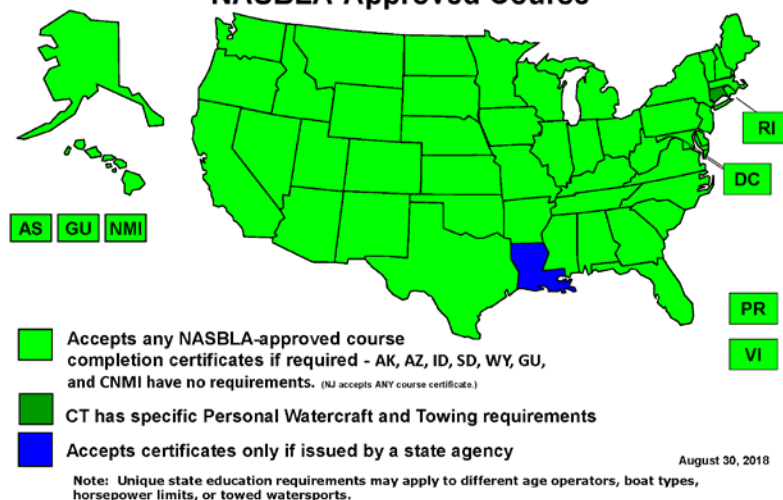 NASBLA-Approved Course
RI
DC
AS GU NMI
PR
VI
Accepts any NASBLA-approved course
completion certificates if required - AK, AZ, ID, SD, WY, GU,
and CNMI have no requirements. (NJ accepts ANY course certificate.)
CT has specific Personal Watercraft and Towing requirements
Accepts certificates only if issued by a state agency
August 30, 2018
Note: Unique state education requirements may apply to different age operators, boat types,
horsepower limits, or towed watersports.